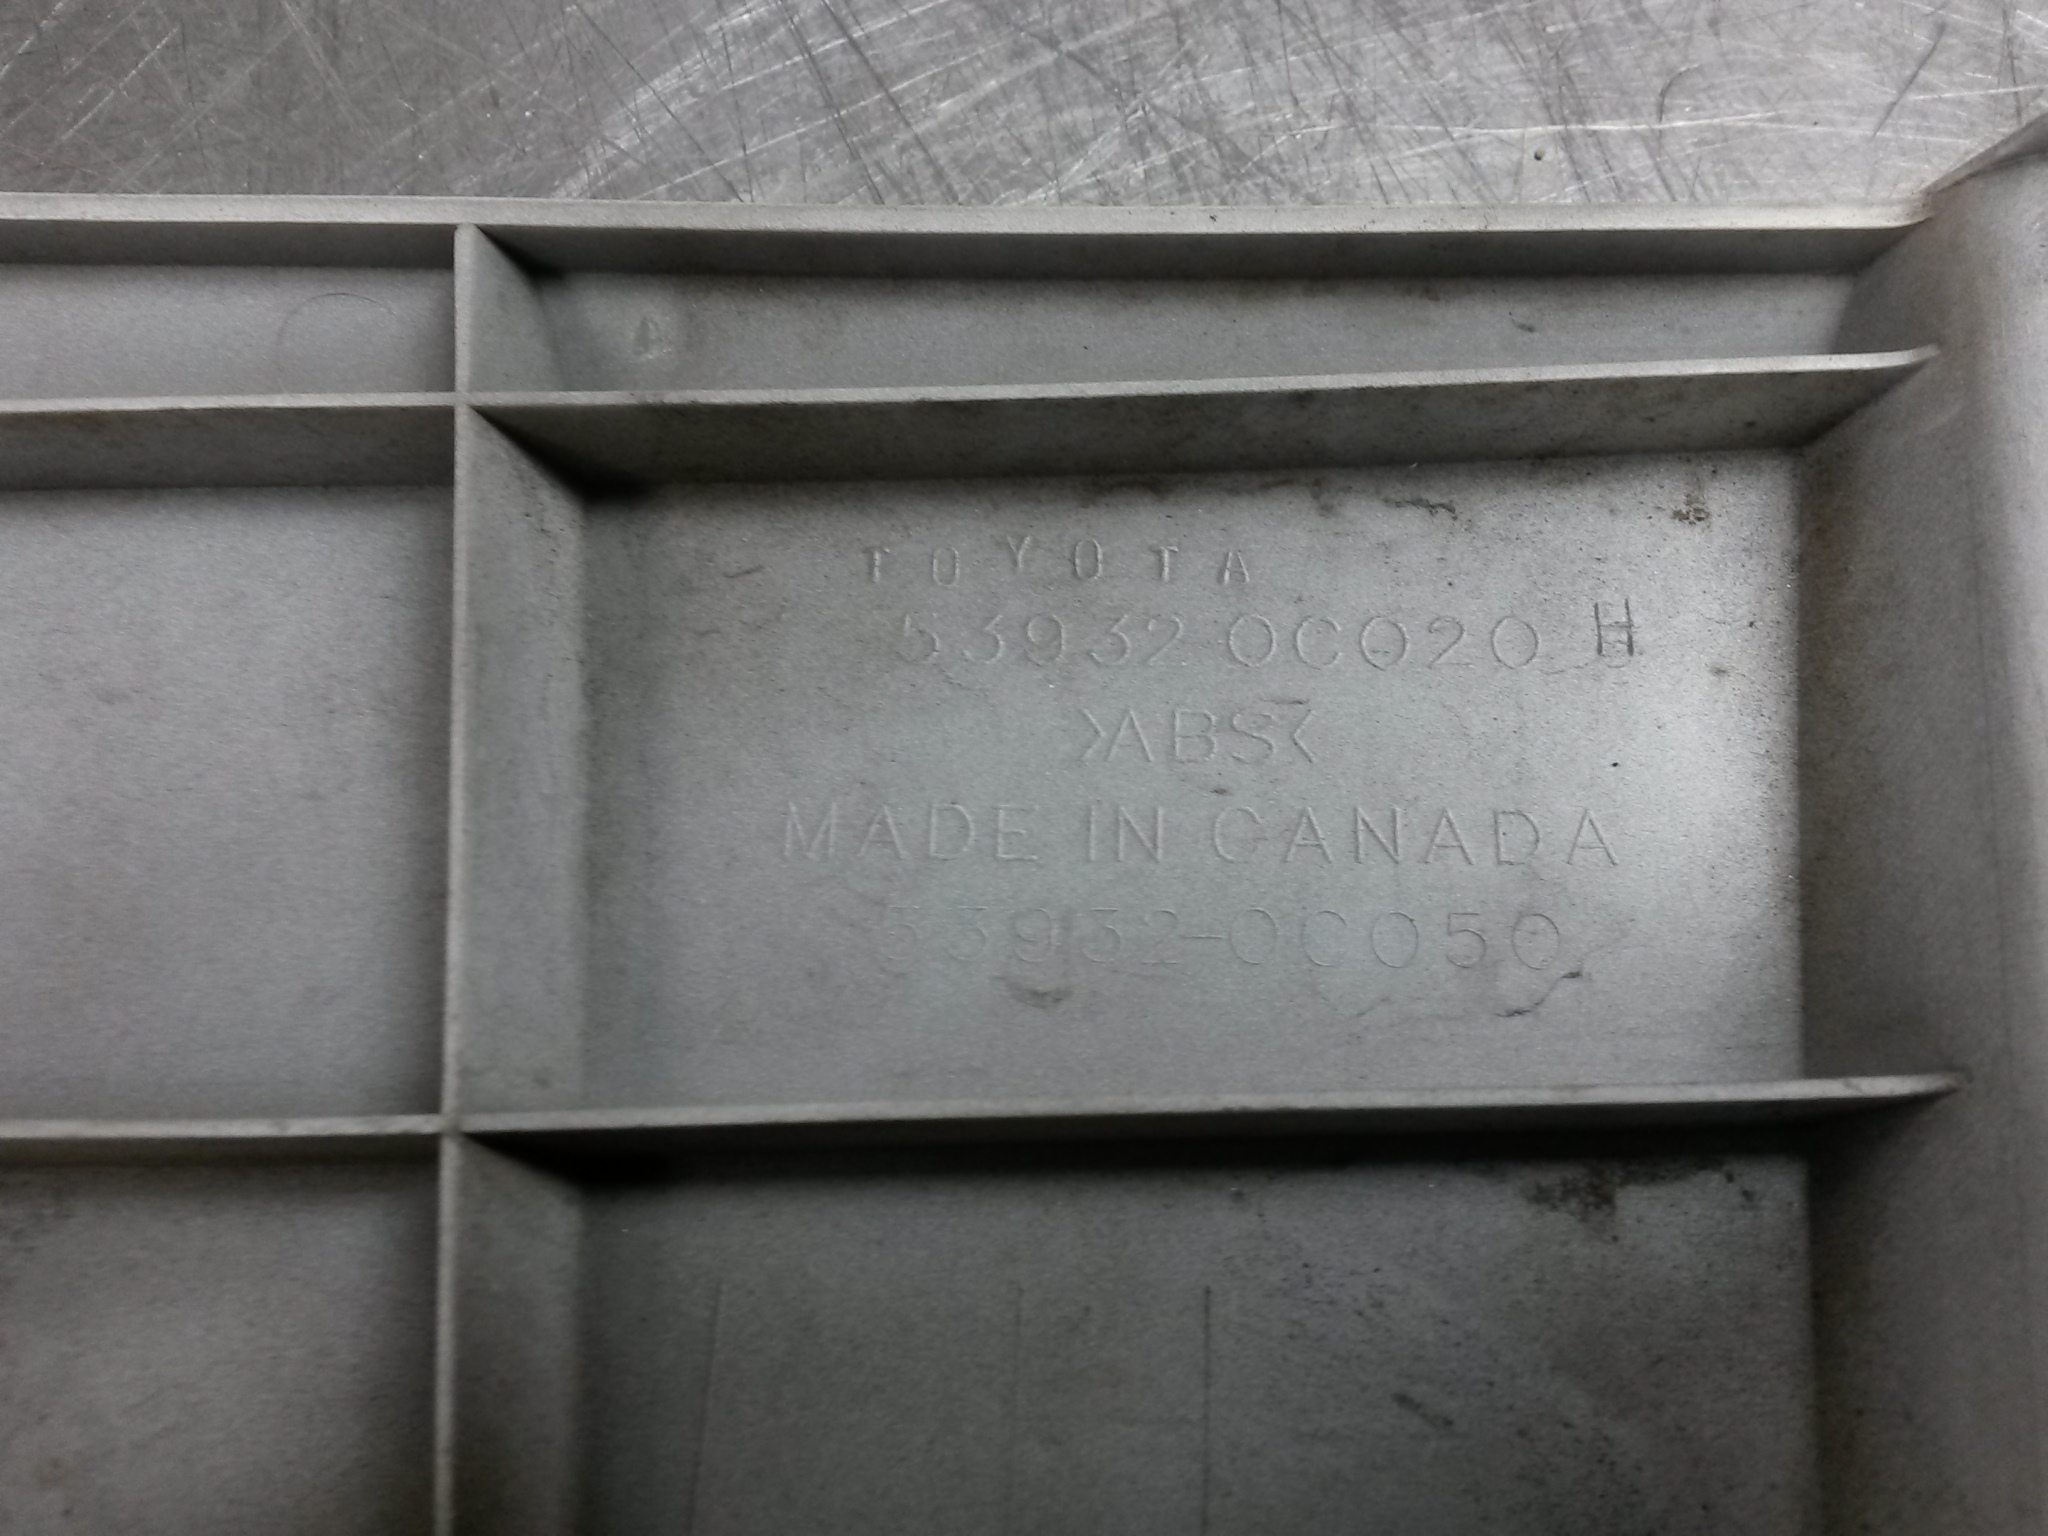 TOYOTA
53932-0C020 H
>ABS<
MADE IN CANADA
53932-0C050